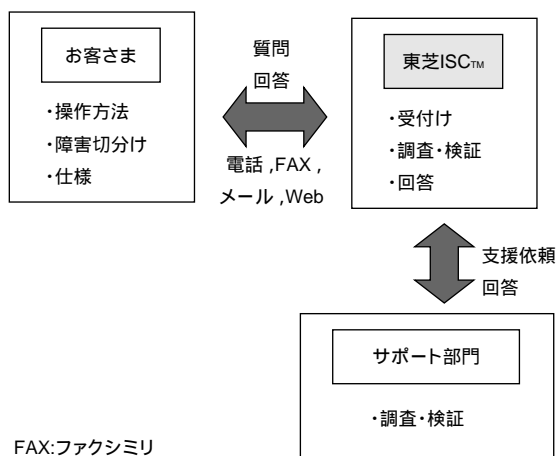 お客さま
・操作方法
・障害切分け
・仕様
質問
回答
電話,FAX,
メール,Web
東芝ISCTM
・受付け
・調査・検証
・回答
支援依頼
回答
サポート部門
・調査・検証
FAX:ファクシミリ